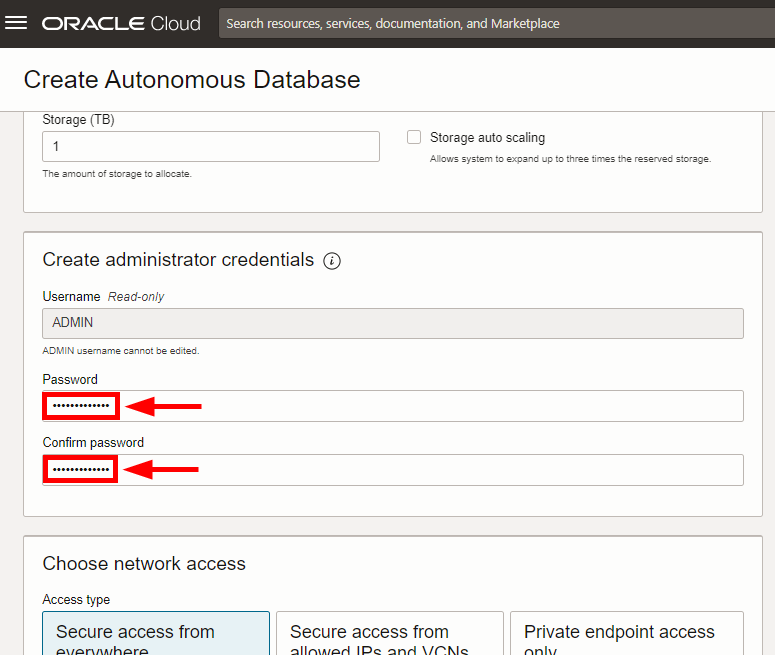 ORACLE Cloud
Search resources, services, documentation, and Marketplace
Create Autonomous Database
Storage (TB)
1
The amount of storage to allocate.
Storage auto scaling
Allows system to expand up to three times the reserved storage.
Create administrator credentials
Username Read-only
ADMIN
ADMIN username cannot be edited.
Password
•••••••••••••
Confirm password
•••••••••••••
Choose network access
Access type
Secure access from
everywhere
Secure access from
allowed IPs and VCNs
Private endpoint access
only